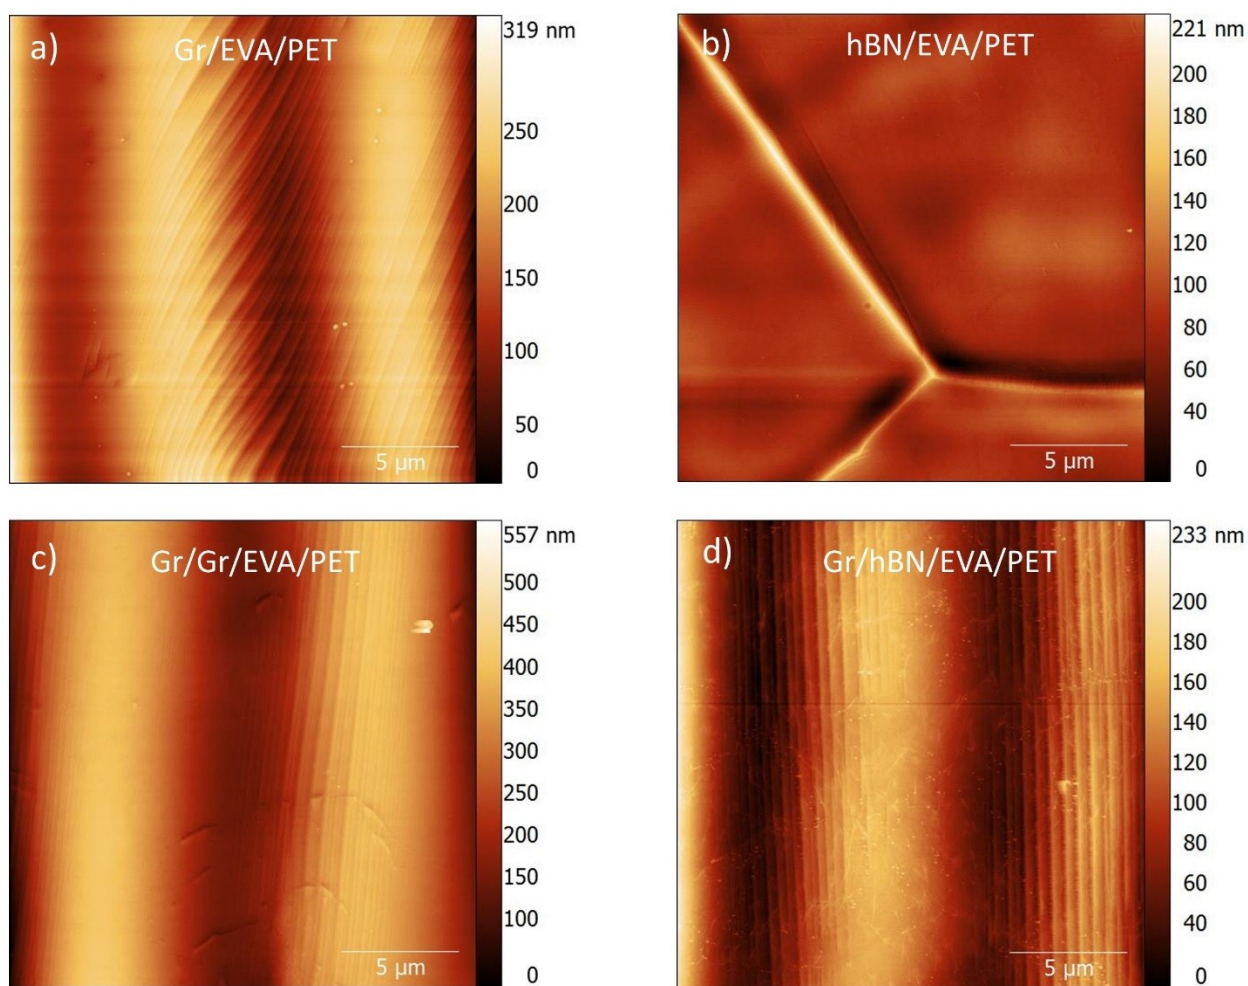 a)
Gr/EVA/PET
319 nm
250
200
150
100
50
0
5 µm
b)
hBN/EVA/PET
221 nm
200
180
160
140
120
100
80
60
40
0
5 µm
c)
Gr/Gr/EVA/PET
557 nm
500
450
400
350
300
250
200
150
100
0
5 µm
d)
Gr/hBN/EVA/PET
233 nm
200
180
160
140
120
100
80
60
40
0
5 µm